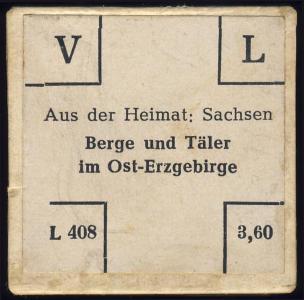 V L
Aus der Heimat: Sachsen
Berge und Täler
im Ost-Erzgebirge
L 408 3,60